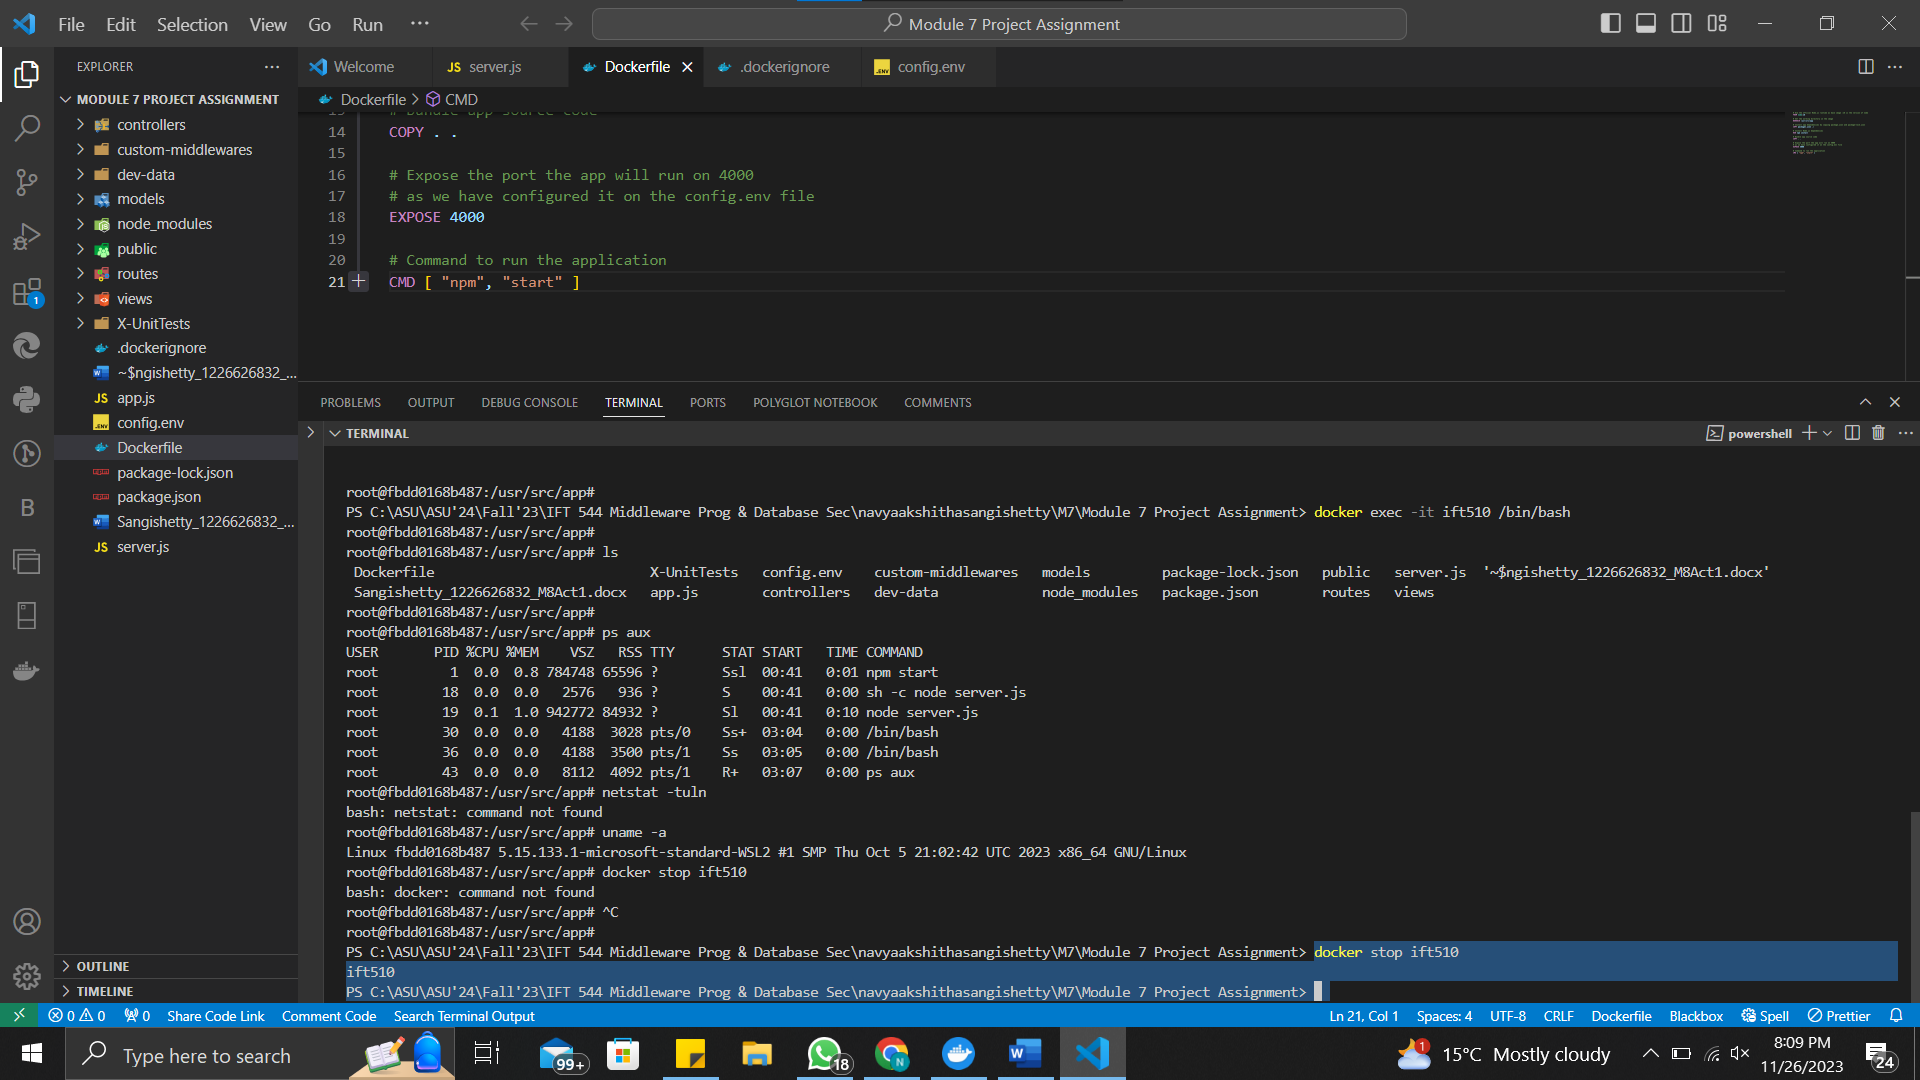 File Edit Selection View Go Run ···
Module 7 Project Assignment
EXPLORER ···
MODULE 7 PROJECT ASSIGNMENT
controllers
custom-middlewares
dev-data
models
node_modules
public
routes
views
X-UnitTests
.dockerignore
~$ngishetty_1226626832_...
JS app.js
.ENV config.env
Dockerfile
package-lock.json
package.json
Sangishetty_1226626832_...
JS server.js
OUTLINE
TIMELINE
1
B
Welcome JS server.js Dockerfile .dockerignore .ENV config.env
Dockerfile > CMD
13 # Bundle app source code
14 COPY . .
15
16 # Expose the port the app will run on 4000
17 # as we have configured it on the config.env file
18 EXPOSE 4000
19
20 # Command to run the application
21 CMD [ "npm", "start" ]
PROBLEMS OUTPUT DEBUG CONSOLE TERMINAL PORTS POLYGLOT NOTEBOOK COMMENTS
TERMINAL
powershell
root@fbdd0168b487:/usr/src/app#
PS C:\ASU\ASU'24\Fall'23\IFT 544 Middleware Prog & Database Sec\navyaakshithasangishetty\M7\Module 7 Project Assignment> docker exec -it ift510 /bin/bash
root@fbdd0168b487:/usr/src/app#
root@fbdd0168b487:/usr/src/app# ls
Dockerfile X-UnitTests config.env custom-middlewares models package-lock.json public server.js '~$ngishetty_1226626832_M8Act1.docx'
Sangishetty_1226626832_M8Act1.docx app.js controllers dev-data node_modules package.json routes views
root@fbdd0168b487:/usr/src/app#
root@fbdd0168b487:/usr/src/app# ps aux
USER PID %CPU %MEM VSZ RSS TTY STAT START TIME COMMAND
root 1 0.0 0.8 784748 65596 ? Ssl 00:41 0:01 npm start
root 18 0.0 0.0 2576 936 ? S 00:41 0:00 sh -c node server.js
root 19 0.1 1.0 942772 84932 ? Sl 00:41 0:10 node server.js
root 30 0.0 0.0 4188 3028 pts/0 Ss+ 03:04 0:00 /bin/bash
root 36 0.0 0.0 4188 3500 pts/1 Ss 03:05 0:00 /bin/bash
root 43 0.0 0.0 8112 4092 pts/1 R+ 03:07 0:00 ps aux
root@fbdd0168b487:/usr/src/app# netstat -tuln
bash: netstat: command not found
root@fbdd0168b487:/usr/src/app# uname -a
Linux fbdd0168b487 5.15.133.1-microsoft-standard-WSL2 #1 SMP Thu Oct 5 21:02:42 UTC 2023 x86_64 GNU/Linux
root@fbdd0168b487:/usr/src/app# docker stop ift510
bash: docker: command not found
root@fbdd0168b487:/usr/src/app# ^C
root@fbdd0168b487:/usr/src/app#
PS C:\ASU\ASU'24\Fall'23\IFT 544 Middleware Prog & Database Sec\navyaakshithasangishetty\M7\Module 7 Project Assignment> docker stop ift510
ift510
PS C:\ASU\ASU'24\Fall'23\IFT 544 Middleware Prog & Database Sec\navyaakshithasangishetty\M7\Module 7 Project Assignment>
0 0 0 Share Code Link Comment Code Search Terminal Output Ln 21, Col 1 Spaces: 4 UTF-8 CRLF Dockerfile Blackbox Spell Prettier
Type here to search 99+ 18 N 1 15°C Mostly cloudy 8:09 PM
11/26/2023 24